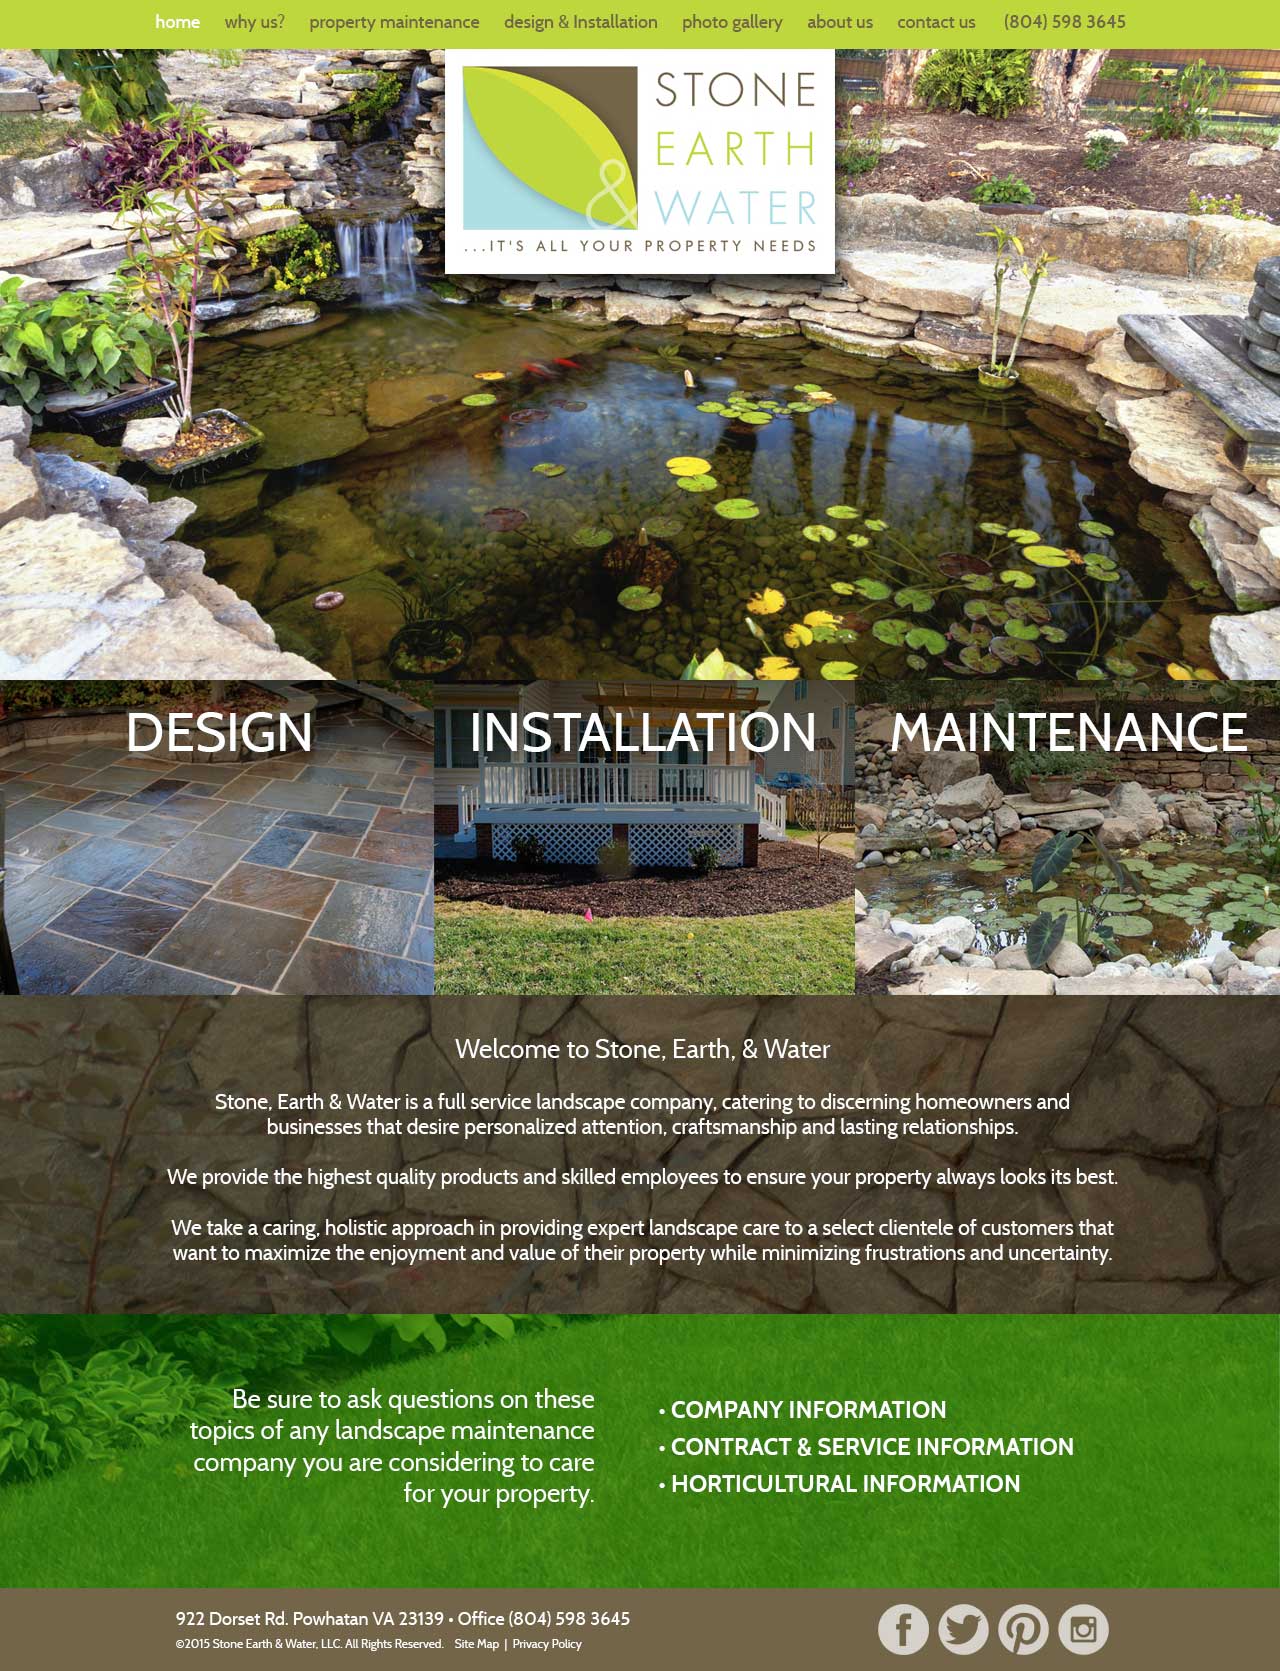 home why us? property maintenance design & Installation photo gallery about us contact us (804) 598 3645
STONE
EARTH
& WATER
...IT'S ALL YOUR PROPERTY NEEDS
DESIGN INSTALLATION MAINTENANCE
Welcome to Stone, Earth, & Water
Stone, Earth & Water is a full service landscape company, catering to discerning homeowners and
businesses that desire personalized attention, craftsmanship and lasting relationships.
We provide the highest quality products and skilled employees to ensure your property always looks its best.
We take a caring, holistic approach in providing expert landscape care to a select clientele of customers that
want to maximize the enjoyment and value of their property while minimizing frustrations and uncertainty.
Be sure to ask questions on these
topics of any landscape maintenance
company you are considering to care
for your property.
• COMPANY INFORMATION
• CONTRACT & SERVICE INFORMATION
• HORTICULTURAL INFORMATION
922 Dorset Rd. Powhatan VA 23139 • Office (804) 598 3645
©2015 Stone Earth & Water, LLC. All Rights Reserved. Site Map | Privacy Policy